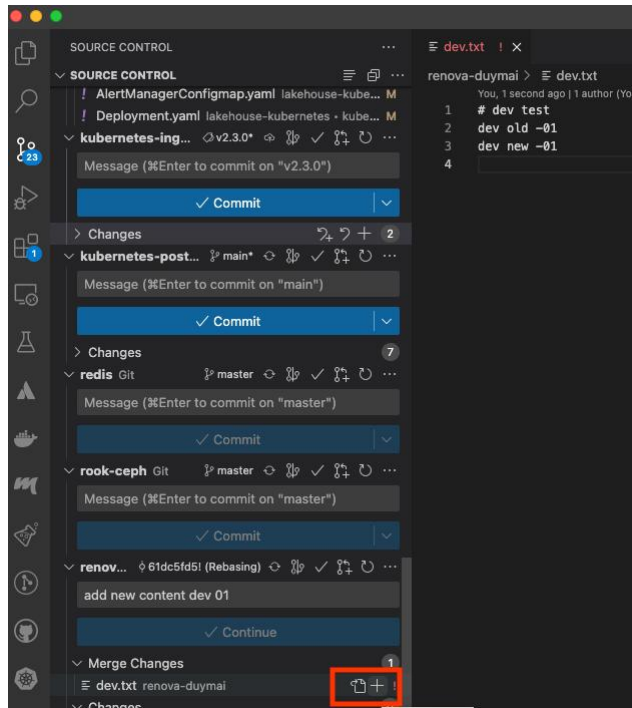 SOURCE CONTROL
SOURCE CONTROL
! AlertManagerConfigmap.yaml lakehouse-kube... M
! Deployment.yaml lakehouse-kubernetes • kube... M
kubernetes-ing... v2.3.0*
Message (⌘Enter to commit on "v2.3.0")
✓ Commit
Changes 2
kubernetes-post... main*
Message (⌘Enter to commit on "main")
✓ Commit
Changes 7
redis Git master
Message (⌘Enter to commit on "master")
✓ Commit
rook-ceph Git master
Message (⌘Enter to commit on "master")
✓ Commit
renov... 61dc5fd5! (Rebasing)
add new content dev 01
✓ Continue
Merge Changes 1
dev.txt renova-duymai !
Changes
23
1
dev.txt !
renova-duymai > dev.txt
You, 1 second ago | 1 author (Yo
1 # dev test
2 dev old -01
3 dev new -01
4